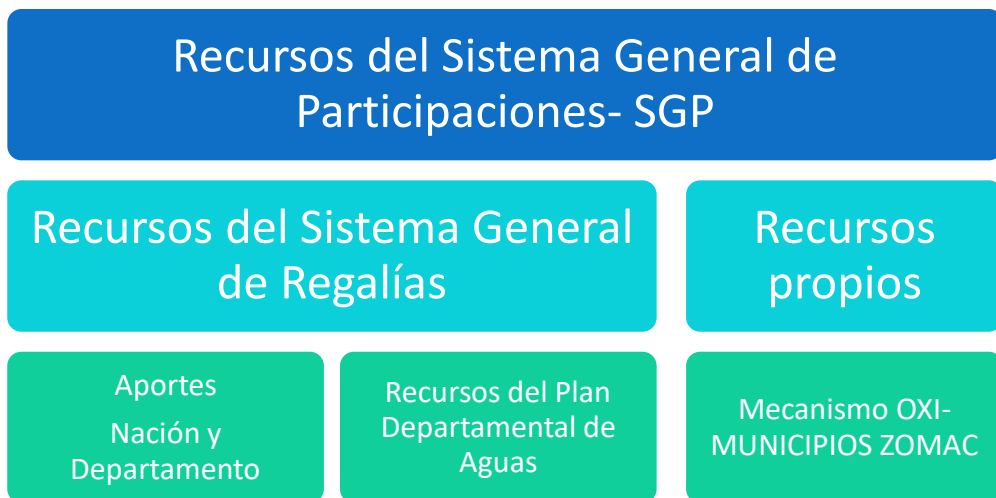 Recursos del Sistema General de
Participaciones- SGP
Recursos del Sistema General
de Regalías
Recursos
propios
Aportes
Nación y
Departamento
Recursos del Plan
Departamental de
Aguas
Mecanismo OXI-
MUNICIPIOS ZOMAC